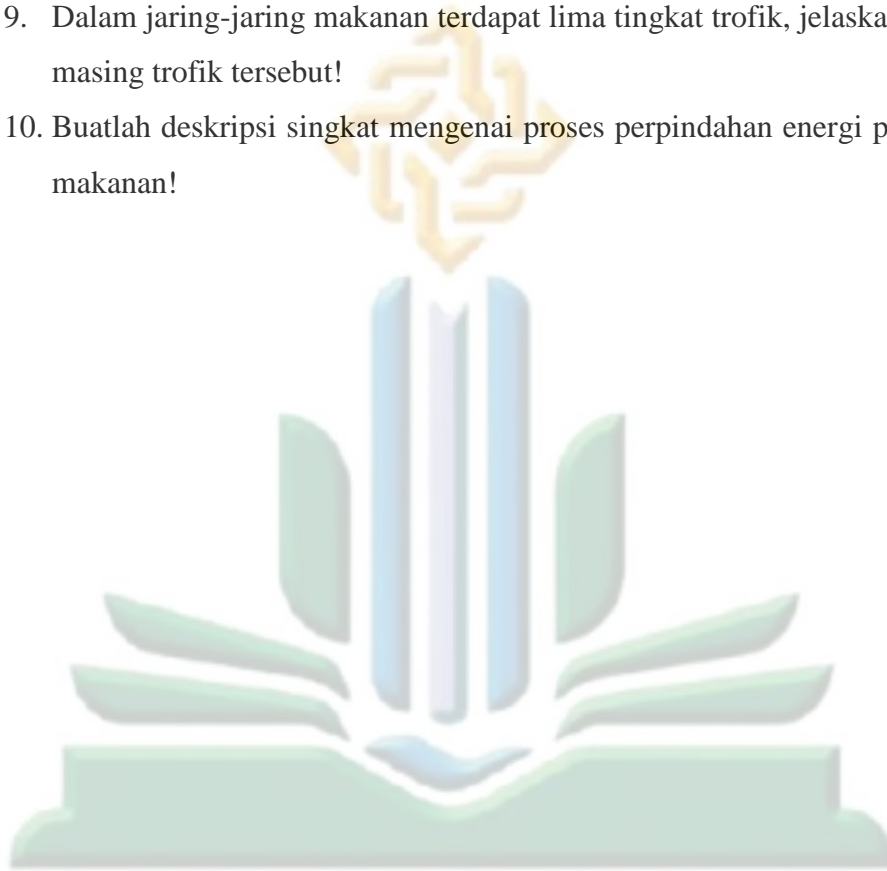 9. Dalam jaring-jaring makanan terdapat lima tingkat trofik, jelaska
masing trofik tersebut!
10. Buatlah deskripsi singkat mengenai proses perpindahan energi p
makanan!